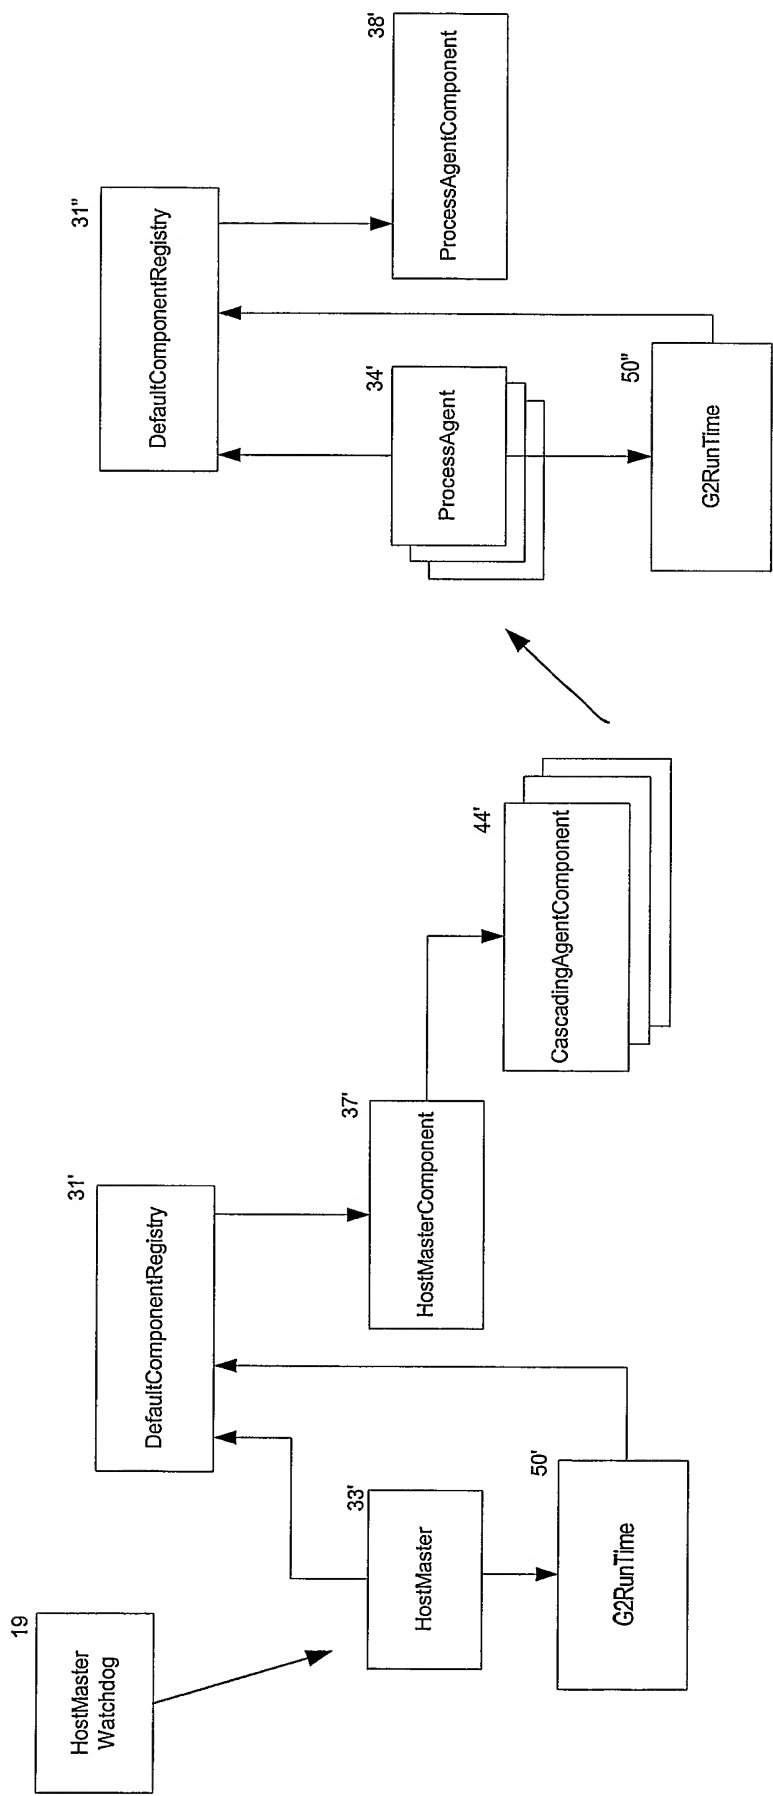 19
HostMaster
Watchdog
31'
DefaultComponentRegistry
33'
HostMaster
50'
G2RunTime
37'
HostMasterComponent
44'
CascadingAgentComponent
31"
DefaultComponentRegistry
34'
ProcessAgent
50"
G2RunTime
38'
ProcessAgentComponent